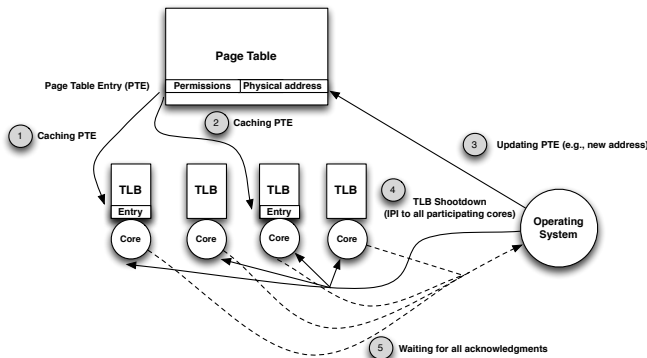 Page Table
Page Table Entry (PTE)
Permissions
Physical address
1
Caching PTE
2
Caching PTE
3
Updating PTE (e.g., new address)
TLB
TLB
TLB
TLB
Entry
Entry
Core
Core
Core
Core
4
TLB Shootdown
(IPI to all participating cores)
Operating
System
5
Waiting for all acknowledgments